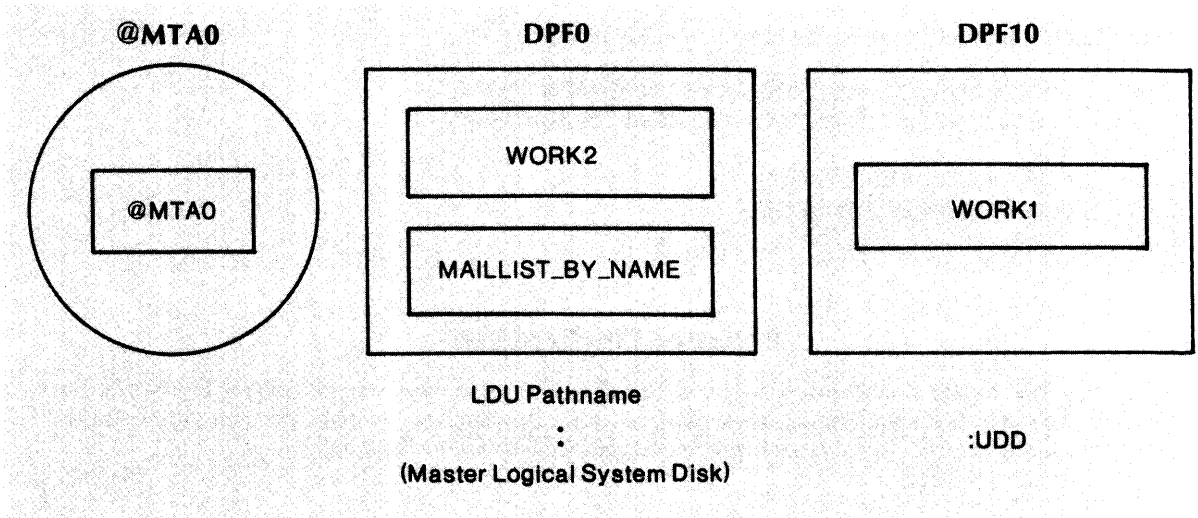 @MTA0
DPF0
DPF10
@MTA0
WORK2
MAILLIST_BY_NAME
WORK1
LDU Pathname
:
(Master Logical System Disk)
:UDD